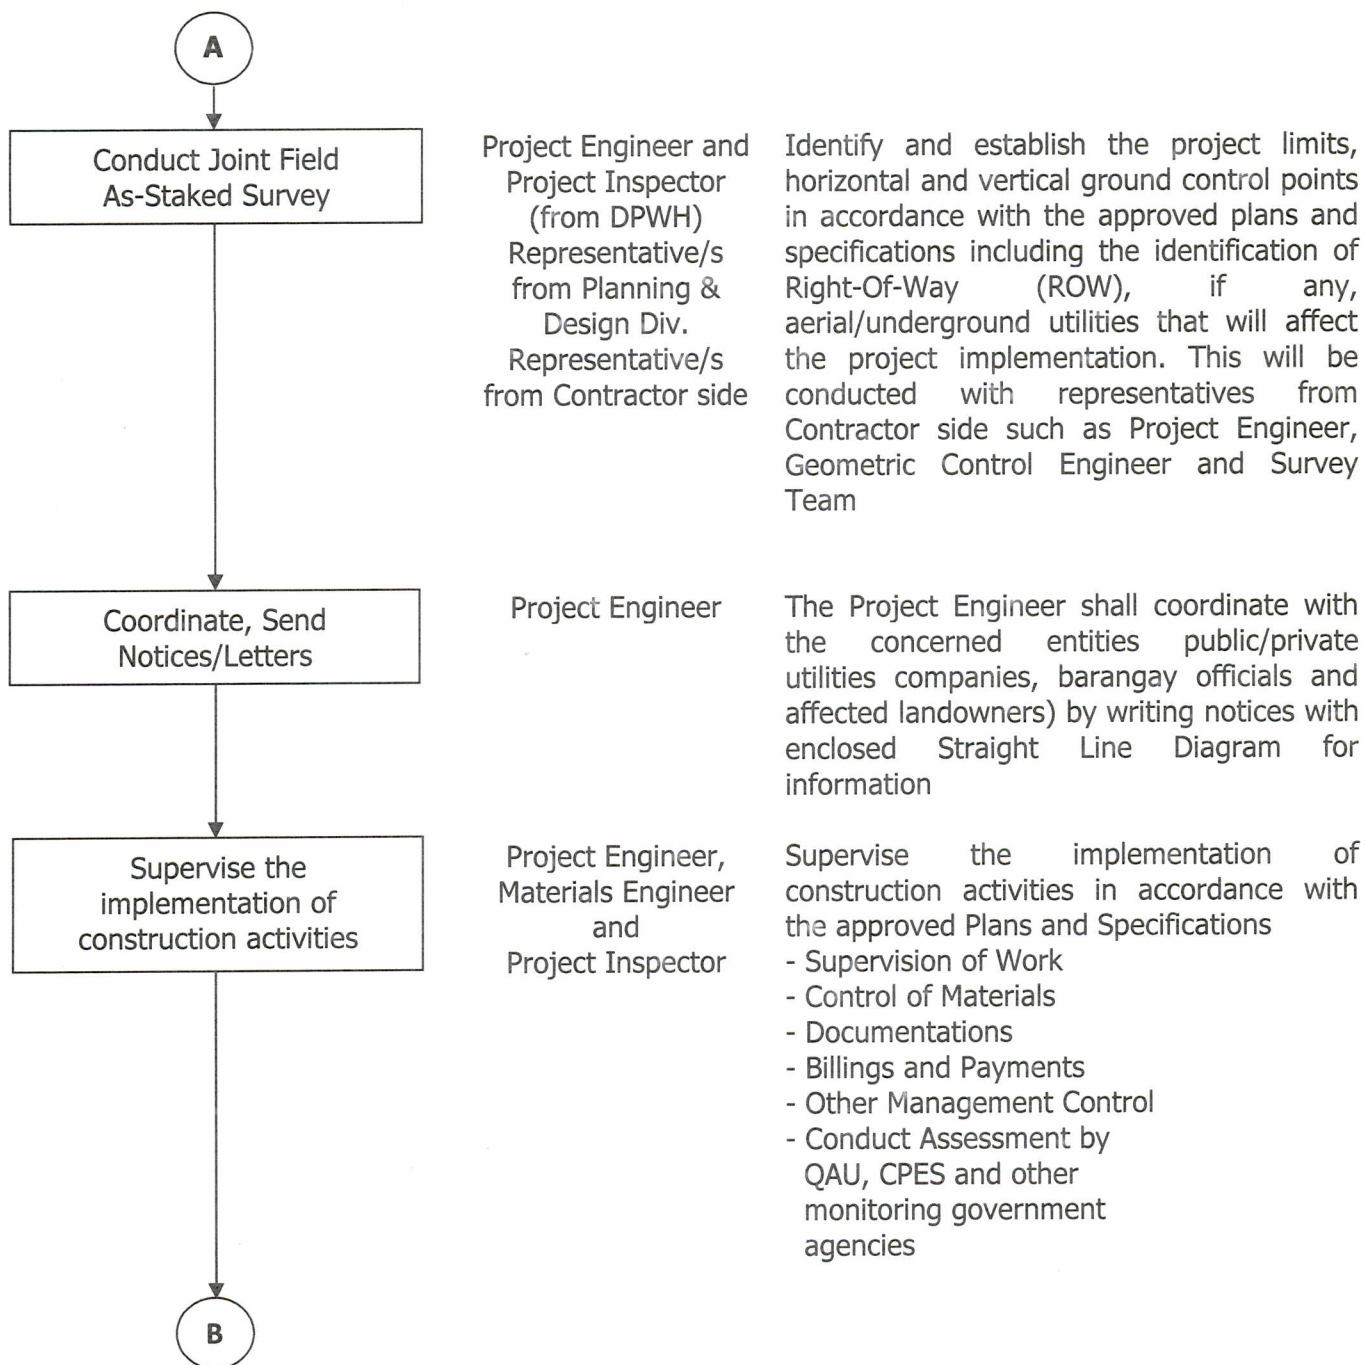 A
Conduct Joint Field
As-Staked Survey
Project Engineer and
Project Inspector
(from DPWH)
Representative/s
from Planning &
Design Div.
Representative/s
from Contractor side
Identify and establish the project limits,
horizontal and vertical ground control points
in accordance with the approved plans and
specifications including the identification of
Right-Of-Way (ROW), if any,
aerial/underground utilities that will affect
the project implementation. This will be
conducted with representatives from
Contractor side such as Project Engineer,
Geometric Control Engineer and Survey
Team
Coordinate, Send
Notices/Letters
Project Engineer
The Project Engineer shall coordinate with
the concerned entities public/private
utilities companies, barangay officials and
affected landowners) by writing notices with
enclosed Straight Line Diagram for
information
Supervise the
implementation of
construction activities
Project Engineer,
Materials Engineer
and
Project Inspector
Supervise the implementation of
construction activities in accordance with
the approved Plans and Specifications
- Supervision of Work
- Control of Materials
- Documentations
- Billings and Payments
- Other Management Control
- Conduct Assessment by
QAU, CPES and other
monitoring government
agencies
B